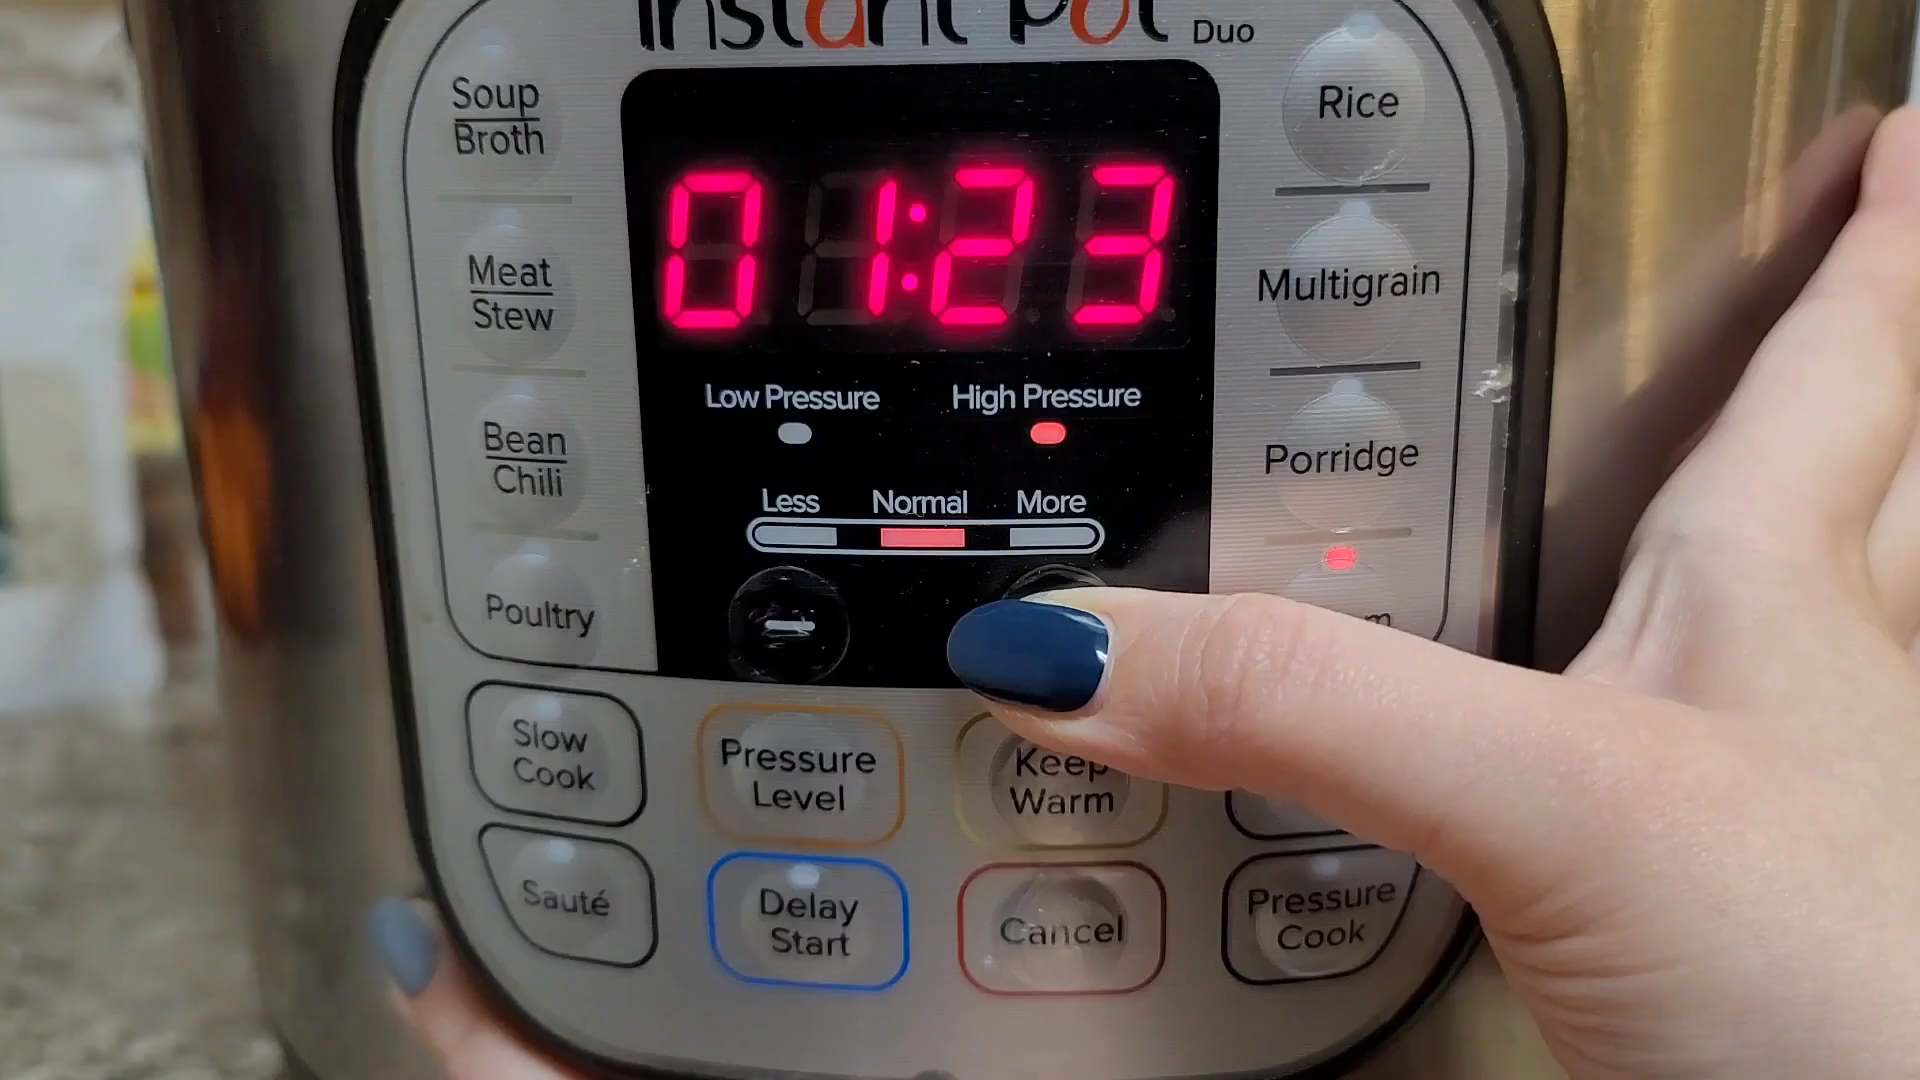 Instant Pot Duo
Soup
Broth
Rice
01:23
Meat
Stew
Multigrain
Low Pressure
High Pressure
Bean
Chili
Porridge
Less
Normal
More
Poultry
Slow
Cook
Pressure
Level
Keep
Warm
Sauté
Delay
Start
Cancel
Pressure
Cook